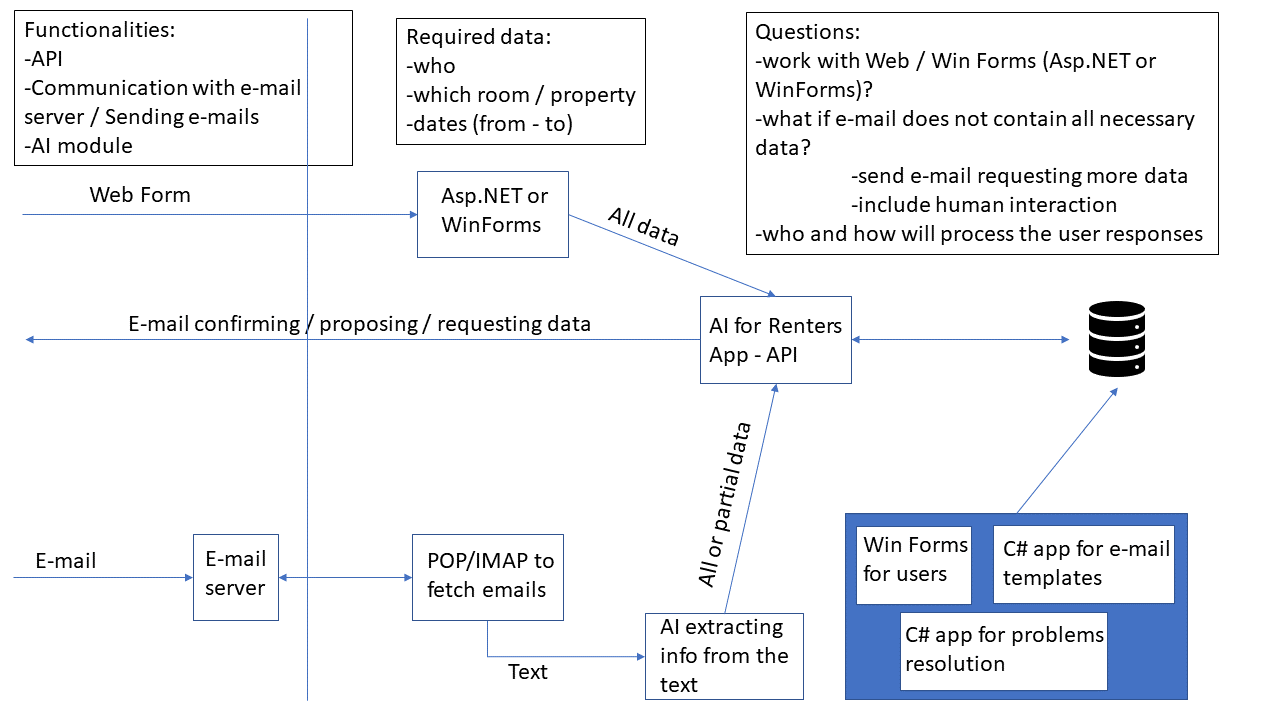 Functionalities:
-API
-Communication with e-mail
server / Sending e-mails
-AI module
Required data:
-who
-which room / property
-dates (from - to)
Questions:
-work with Web / Win Forms (Asp.NET or
WinForms)?
-what if e-mail does not contain all necessary
data?
-send e-mail requesting more data
-include human interaction
-who and how will process the user responses
Web Form
Asp.NET or
WinForms
All data
E-mail confirming / proposing / requesting data
AI for Renters
App - API
All or partial data
E-mail
E-mail
server
POP/IMAP to
fetch emails
Text
AI extracting
info from the
text
Win Forms
for users
C# app for e-mail
templates
C# app for problems
resolution